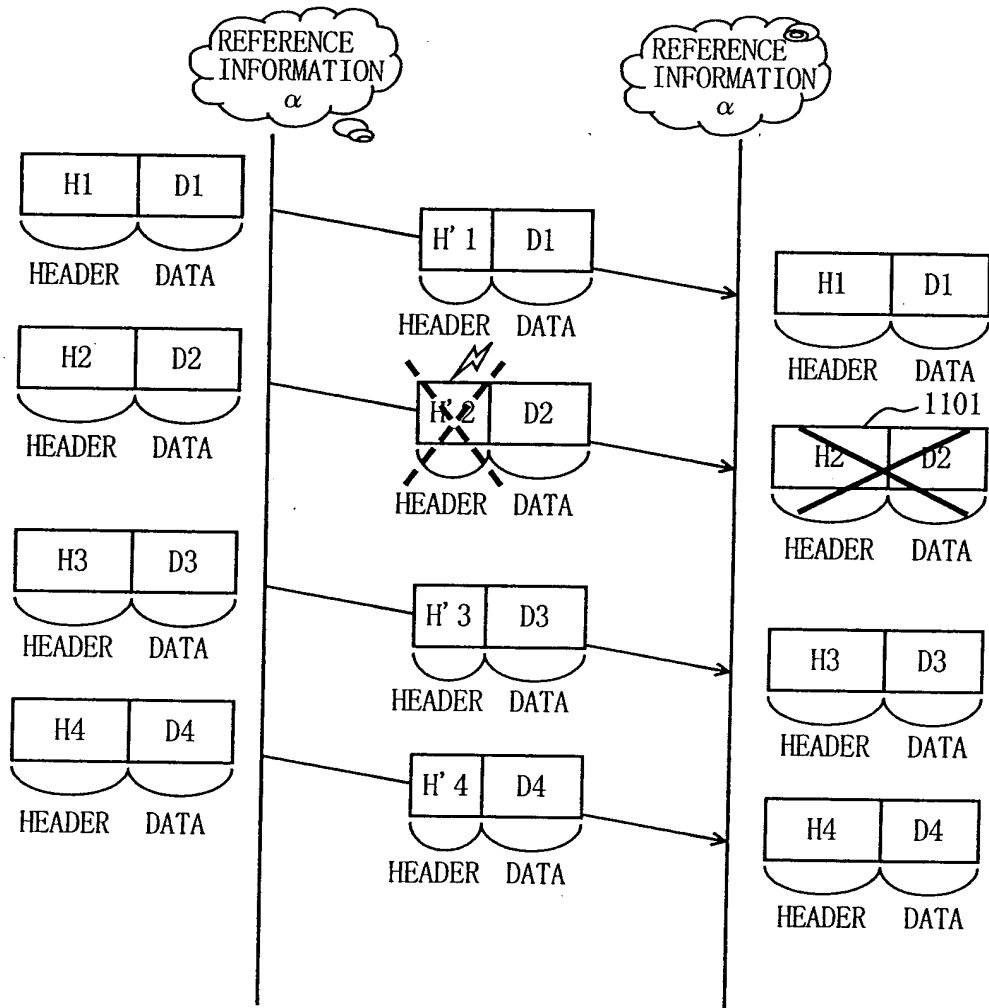 REFERENCE
INFORMATION
α
REFERENCE
INFORMATION
α
H1 D1
HEADER DATA
H'1 D1
HEADER DATA
H1 D1
HEADER DATA
H2 D2
HEADER DATA
H'2 D2
HEADER DATA
1101
H2 D2
HEADER DATA
H3 D3
HEADER DATA
H'3 D3
HEADER DATA
H3 D3
HEADER DATA
H4 D4
HEADER DATA
H'4 D4
HEADER DATA
H4 D4
HEADER DATA